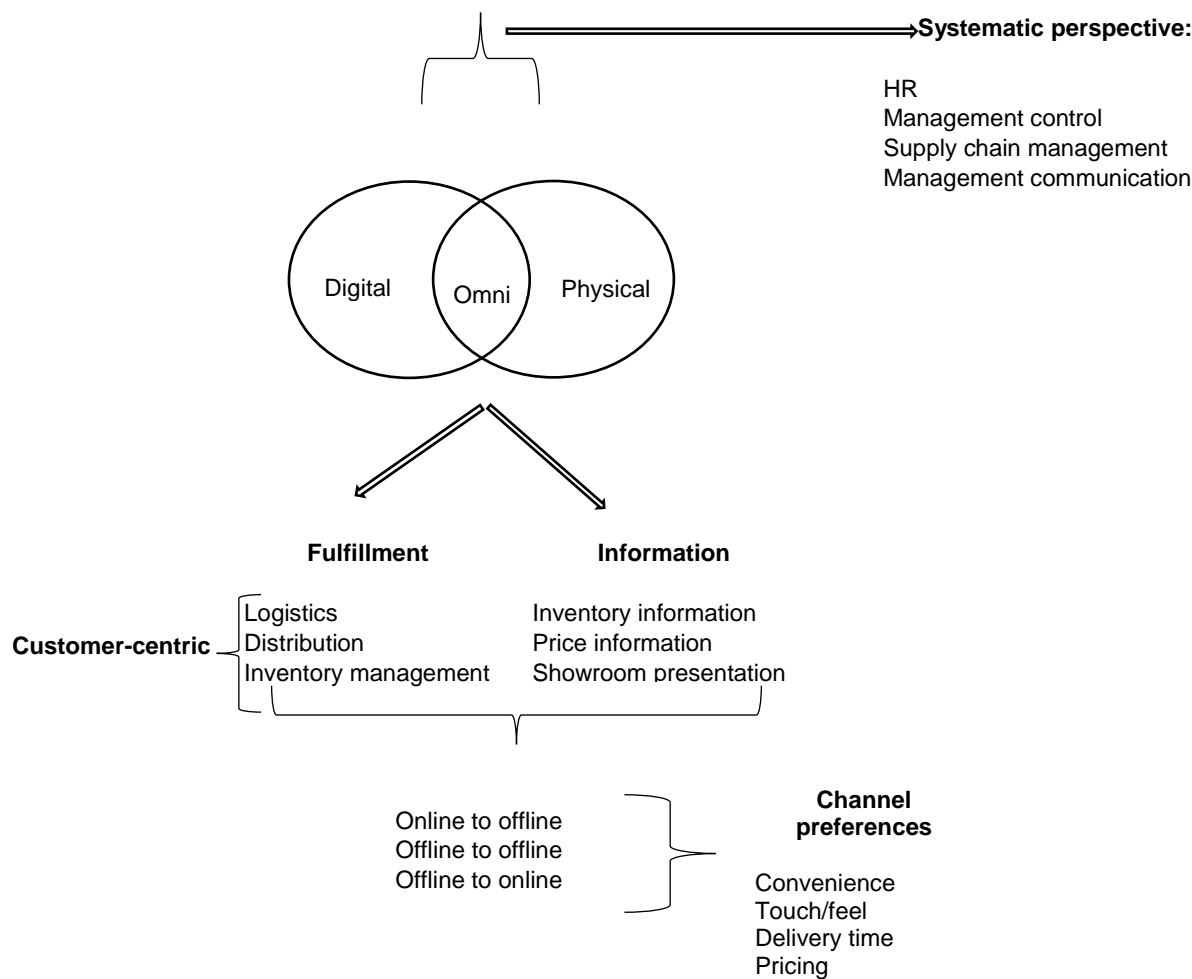 Systematic perspective:
HR
Management control
Supply chain management
Management communication
Digital
Omni
Physical
Fulfillment
Information
Customer-centric
Logistics
Distribution
Inventory management
Inventory information
Price information
Showroom presentation
Online to offline
Offline to offline
Offline to online
Channel
preferences
Convenience
Touch/feel
Delivery time
Pricing